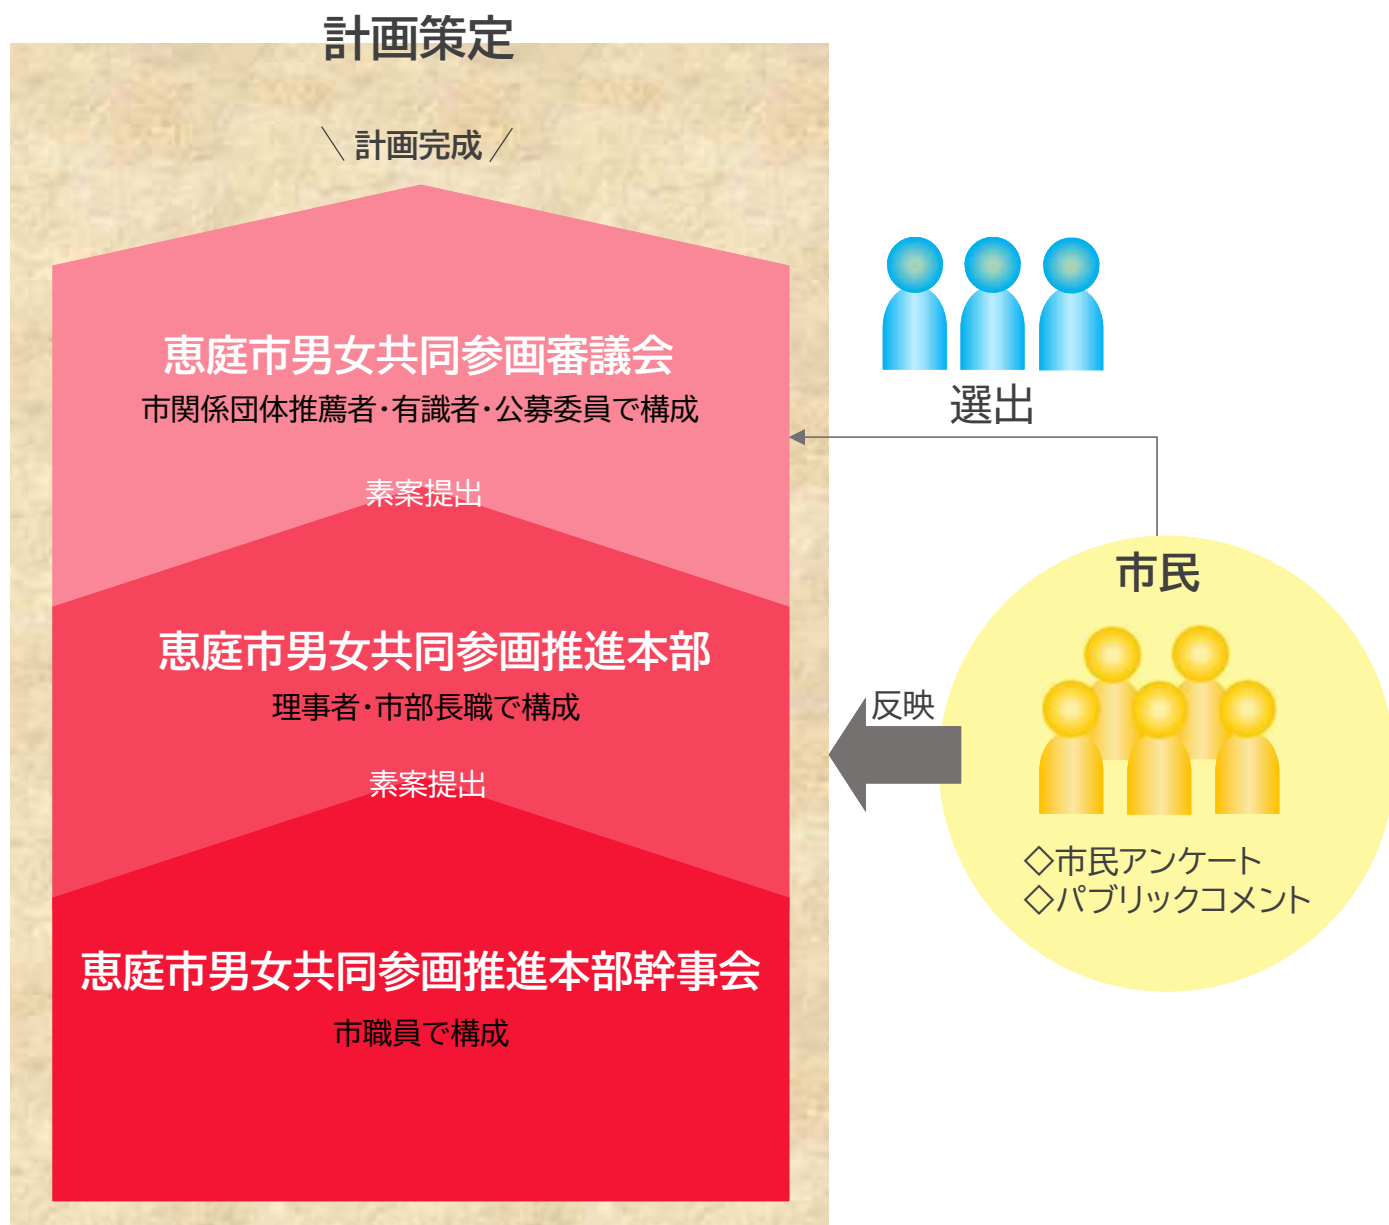 計画策定
＼ 計画完成 ／
恵庭市男女共同参画審議会
市関係団体推薦者・有識者・公募委員で構成
素案提出
恵庭市男女共同参画推進本部
理事者・市部長職で構成
素案提出
恵庭市男女共同参画推進本部幹事会
市職員で構成
選出
市民
反映
◇市民アンケート
◇パブリックコメント